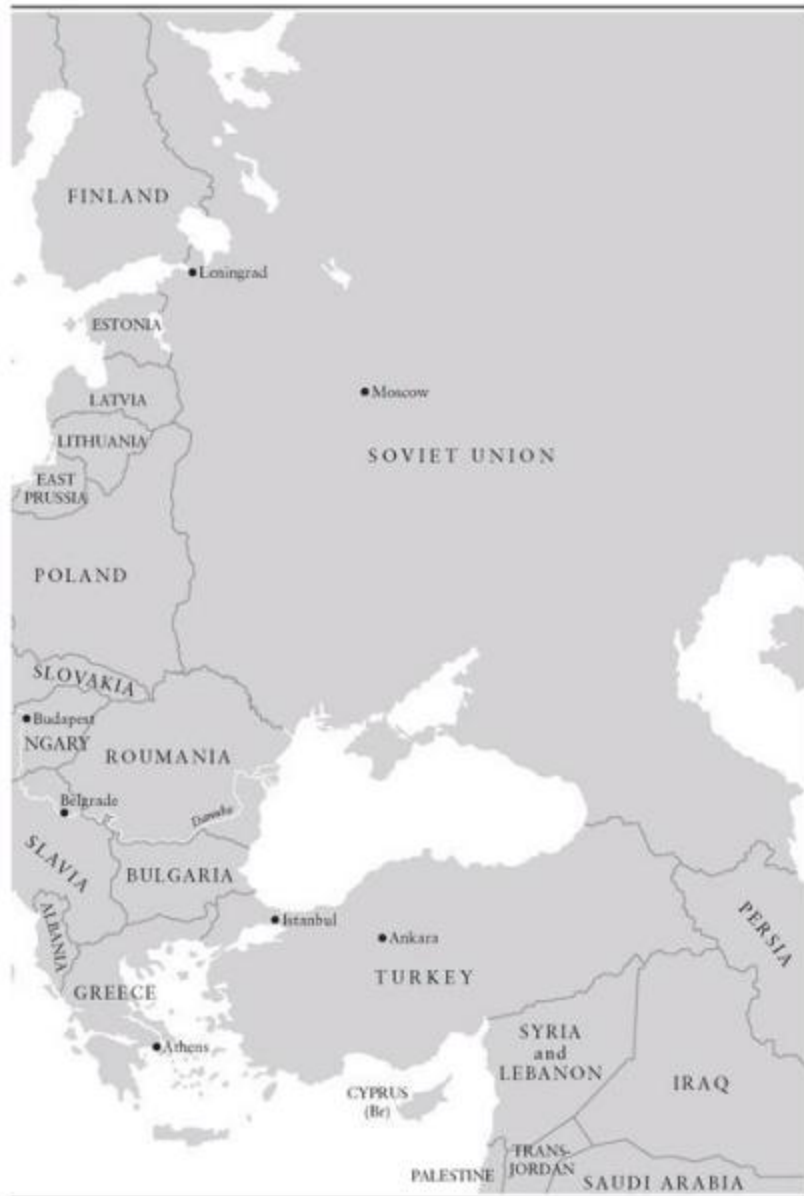 FINLAND
Leningrad
ESTONIA
Moscow
LATVIA
LITHUANIA
SOVIET UNION
EAST
PRUSSIA
POLAND
SLOVAKIA
Budapest
NGARY
ROUMANIA
Belgrade
Danube
SLAVIA
BULGARIA
ALBANIA
Istanbul
Ankara
PERSIA
TURKEY
GREECE
Athens
SYRIA
and
LEBANON
IRAQ
CYPRUS
(Br)
PALESTINE
TRANS-
JORDAN
SAUDI ARABIA